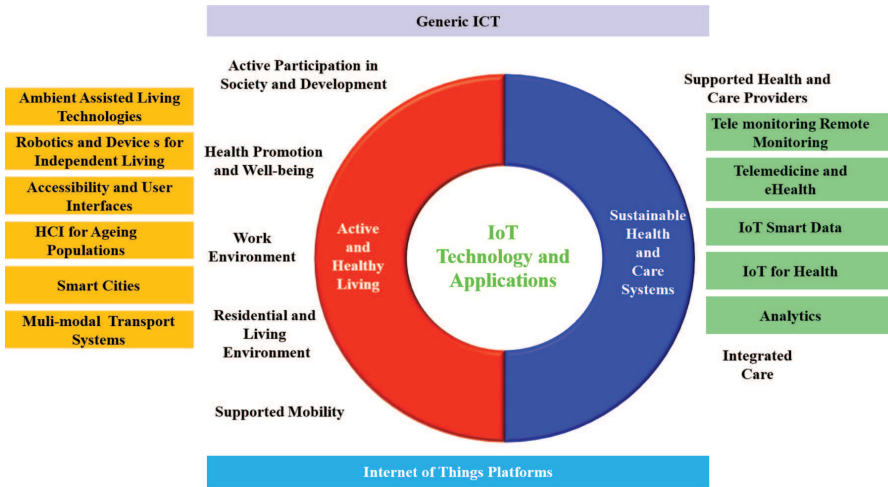 Generic ICT
Active Participation in
Society and Development
Health Promotion
and Well-being
Work
Environment
Residential and
Living
Environment
Supported Mobility
Ambient Assisted Living
Technologies
Robotics and Device s for
Independent Living
Accessibility and User
Interfaces
HCI for Ageing
Populations
Smart Cities
Muli-modal Transport
Systems
Active
and
Healthy
Living
IoT
Technology and
Applications
Sustainable
Health
and
Care
Systems
Supported Health and
Care Providers
Tele monitoring Remote
Monitoring
Telemedicine and
eHealth
IoT Smart Data
IoT for Health
Analytics
Integrated
Care
Internet of Things Platforms